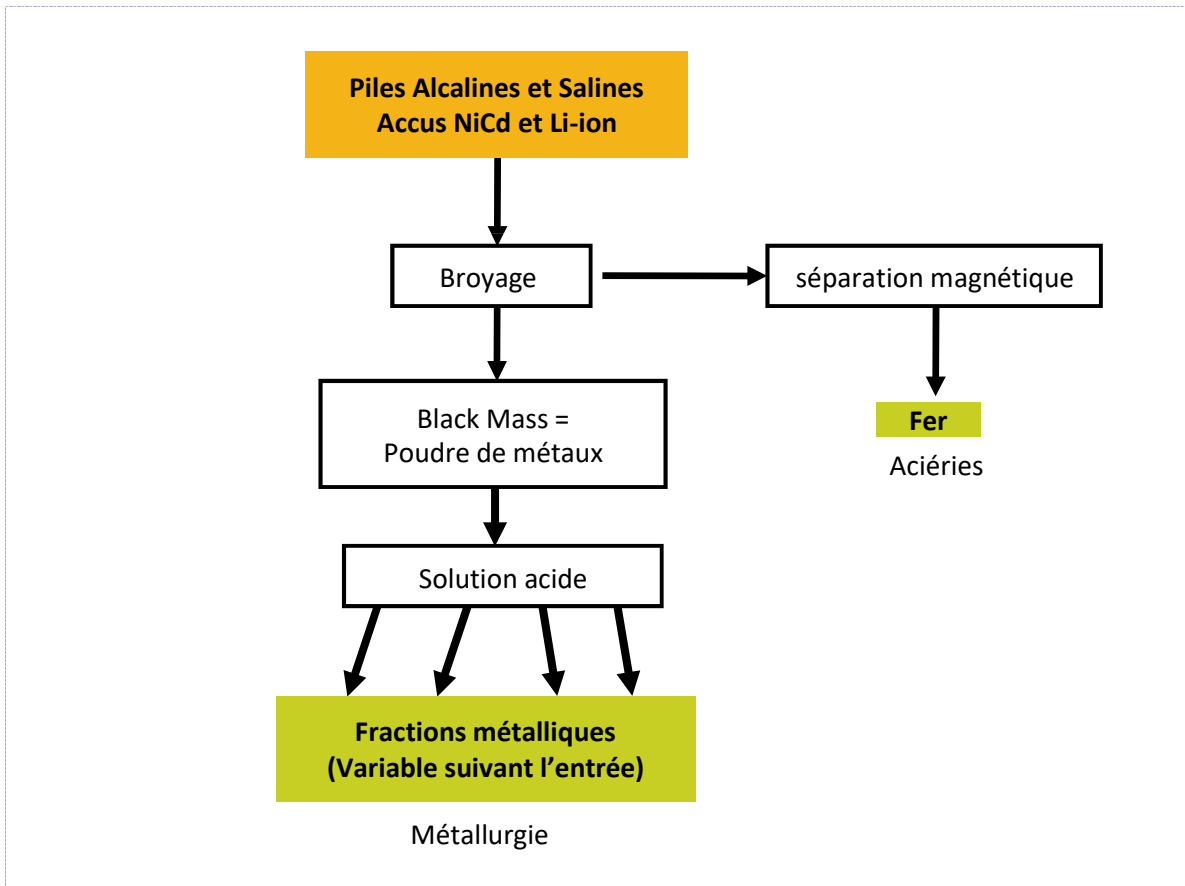 Piles Alcalines et Salines
Accus NiCd et Li-ion
Broyage
séparation magnétique
Black Mass =
Poudre de métaux
Fer
Aciéries
Solution acide
Fractions métalliques
(Variable suivant l’entrée)
Métallurgie